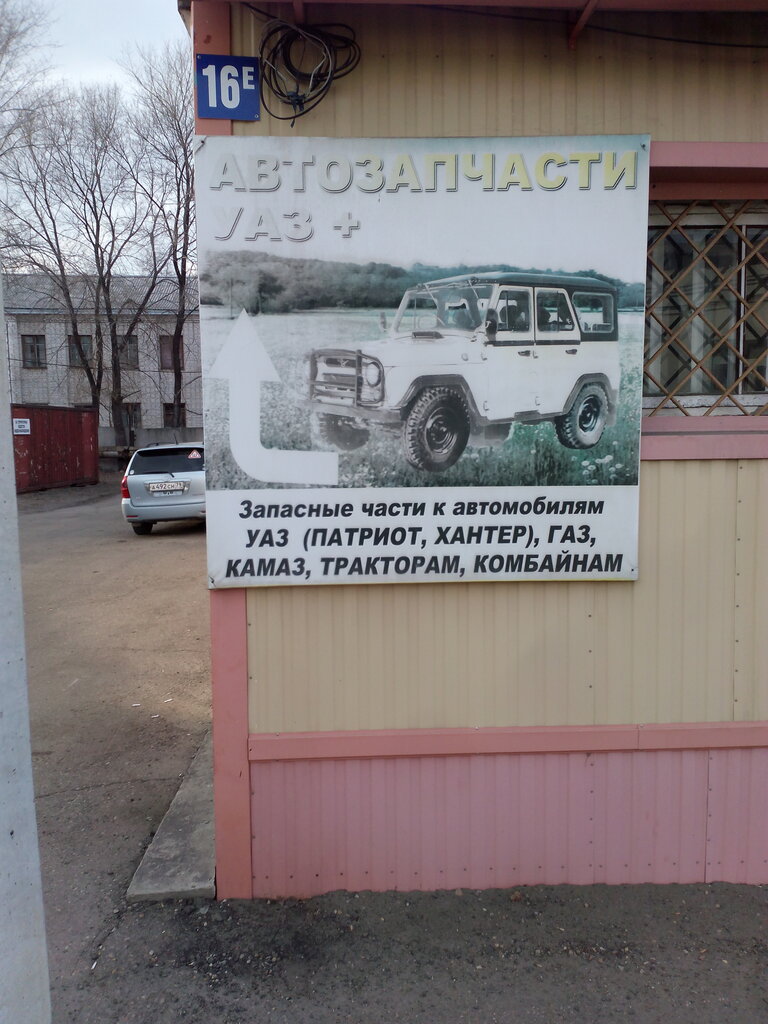 16Е
АВТОЗАПЧАСТИ
УАЗ +
Запасные части к автомобилям
УАЗ (ПАТРИОТ, ХАНТЕР), ГАЗ,
КАМАЗ, ТРАКТОРАМ, КОМБАЙНАМ